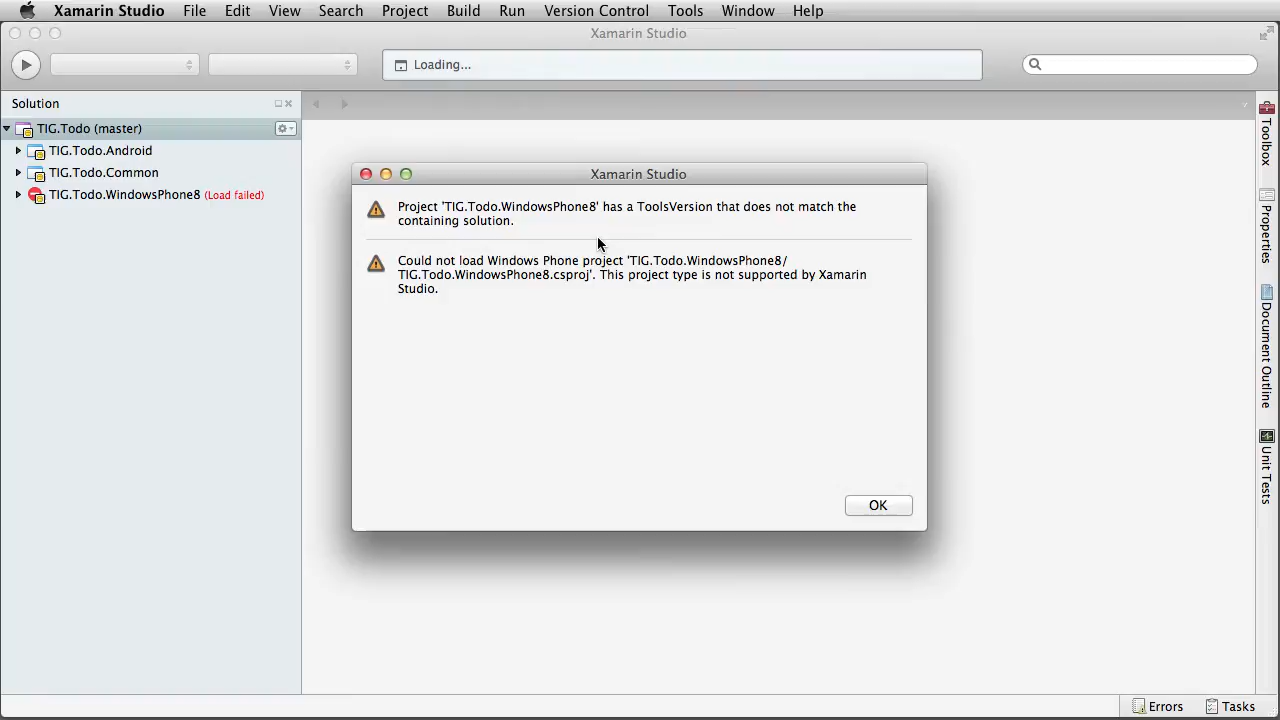 Xamarin Studio File Edit View Search Project Build Run Version Control Tools Window Help
Xamarin Studio
Loading...
Solution
TIG.Todo (master)
TIG.Todo.Android
TIG.Todo.Common
TIG.Todo.WindowsPhone8 (Load failed)
Xamarin Studio
Project 'TIG.Todo.WindowsPhone8' has a ToolsVersion that does not match the
containing solution.
Could not load Windows Phone project 'TIG.Todo.WindowsPhone8/
TIG.Todo.WindowsPhone8.csproj'. This project type is not supported by Xamarin
Studio.
OK
Toolbox
Properties
Document Outline
Unit Tests
Errors Tasks